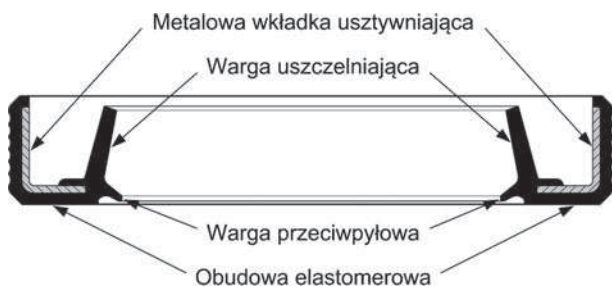 Metalowa wkładka usztywniająca
Warga uszczelniająca
Warga przeciwpyłowa
Obudowa elastomerowa